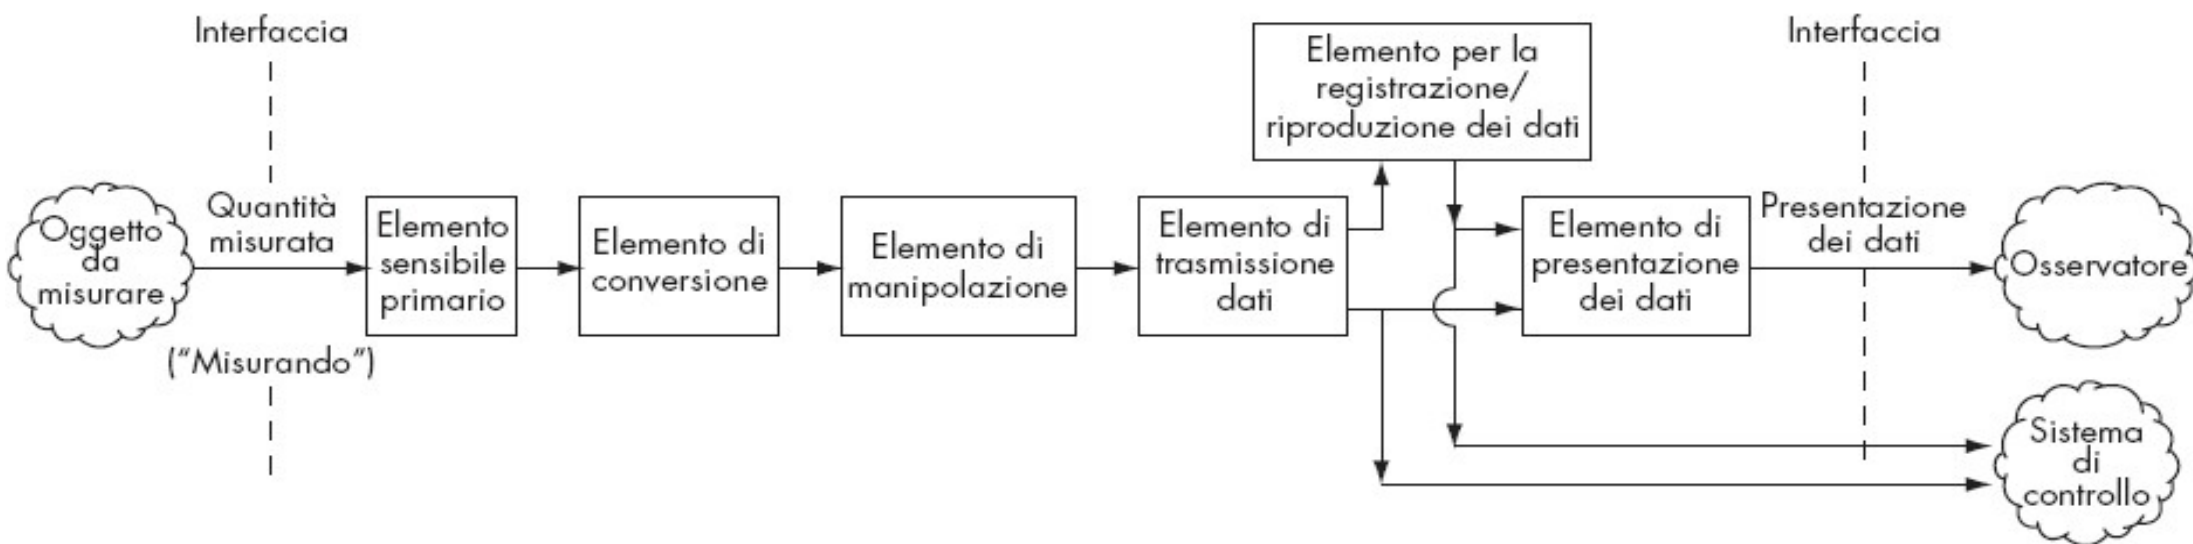 Interfaccia
Interfaccia
Elemento per la
registrazione/
riproduzione dei dati
Oggetto
da
misurare
Quantità
misurata
("Misurando")
Elemento
sensibile
primario
Elemento di
conversione
Elemento di
manipolazione
Elemento di
trasmissione
dati
Elemento di
presentazione
dei dati
Presentazione
dei dati
Osservatore
Sistema
di
controllo